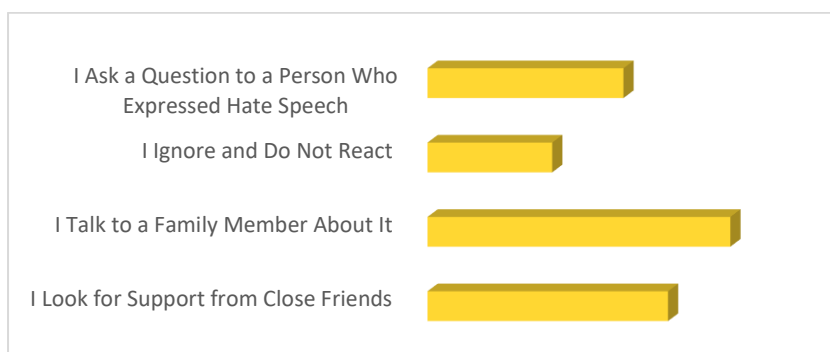 I Ask a Question to a Person Who
Expressed Hate Speech
I Ignore and Do Not React
I Talk to a Family Member About It
I Look for Support from Close Friends